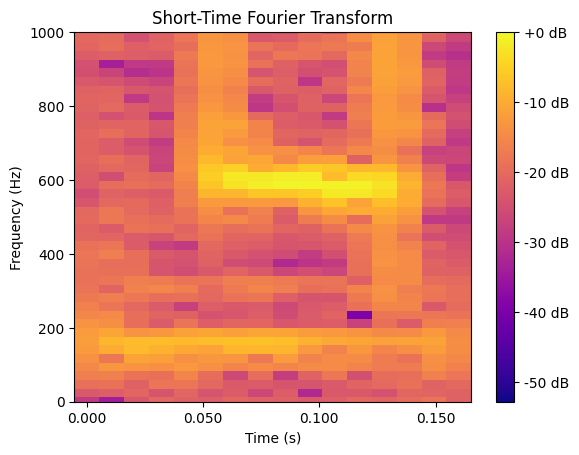 Short-Time Fourier Transform
Frequency (Hz)
1000
800
600
400
200
0
0.000
0.050
0.100
0.150
Time (s)
+0 dB
-10 dB
-20 dB
-30 dB
-40 dB
-50 dB